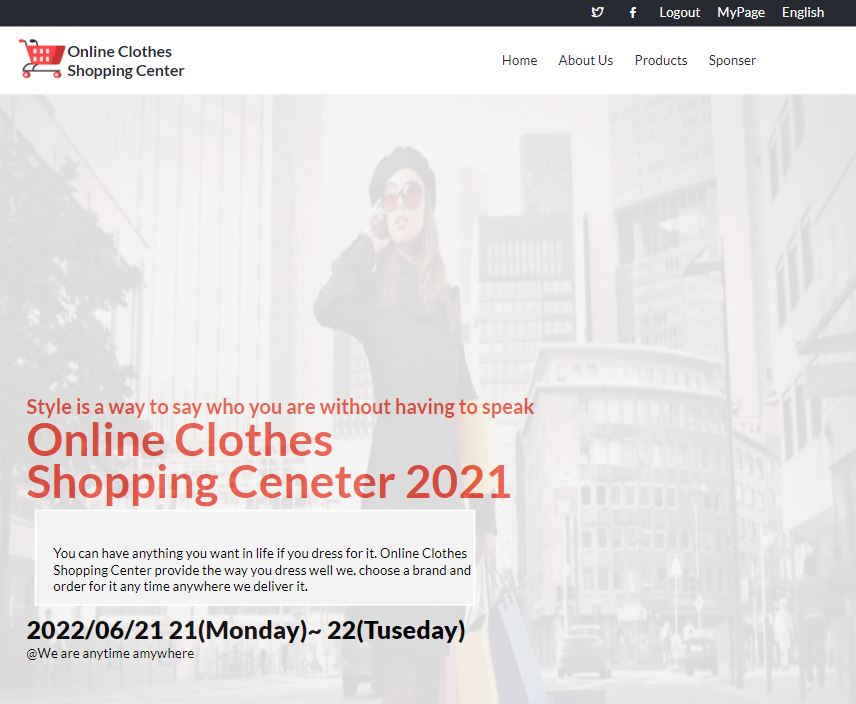 Logout MyPage English
Online Clothes
Shopping Center
Home About Us Products Sponser
Style is a way to say who you are without having to speak
Online Clothes
Shopping Ceneter 2021
You can have anything you want in life if you dress for it. Online Clothes
Shopping Center provide the way you dress well we. choose a brand and
order for it any time anywhere we deliver it.
2022/06/21 21(Monday)~ 22(Tuseday)
@We are anytime amywhere